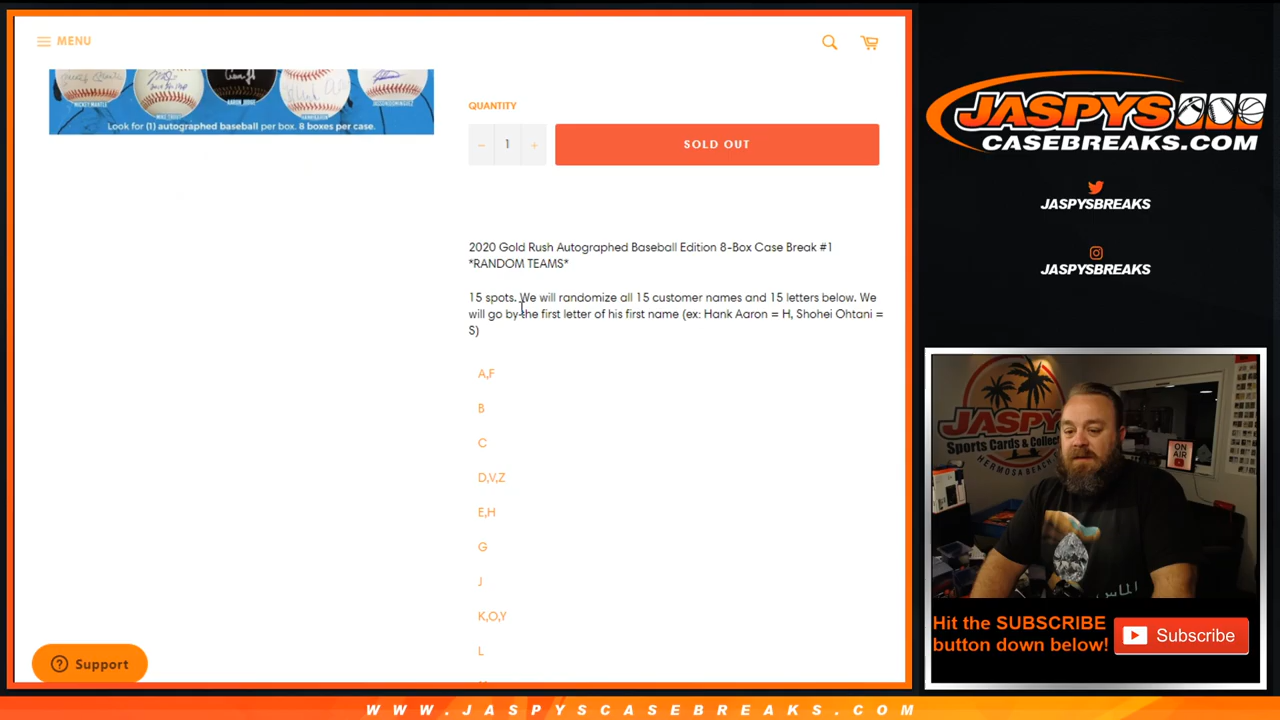 MENU
MICKEY MANTLE
AARON JUDGE
Look for (1) autographed baseball per box. 8 boxes per case.
QUANTITY
− 1 +
SOLD OUT
2020 Gold Rush Autographed Baseball Edition 8-Box Case Break #1
*RANDOM TEAMS*
15 spots. We will randomize all 15 customer names and 15 letters below. We
will go by the first letter of his first name (ex: Hank Aaron = H, Shohei Ohtani =
S)
A,F
B
C
D,V,Z
E,H
G
J
K,O,Y
L
Support
JASPYS
CASEBREAKS.COM
JASPYSBREAKS
JASPYSBREAKS
JASPYS
Sports Cards & Collect
HERMOSA BEACH
ON
AIR
Hit the SUBSCRIBE
button down below!
Subscribe
WWW.JASPYSCASEBREAKS.COM